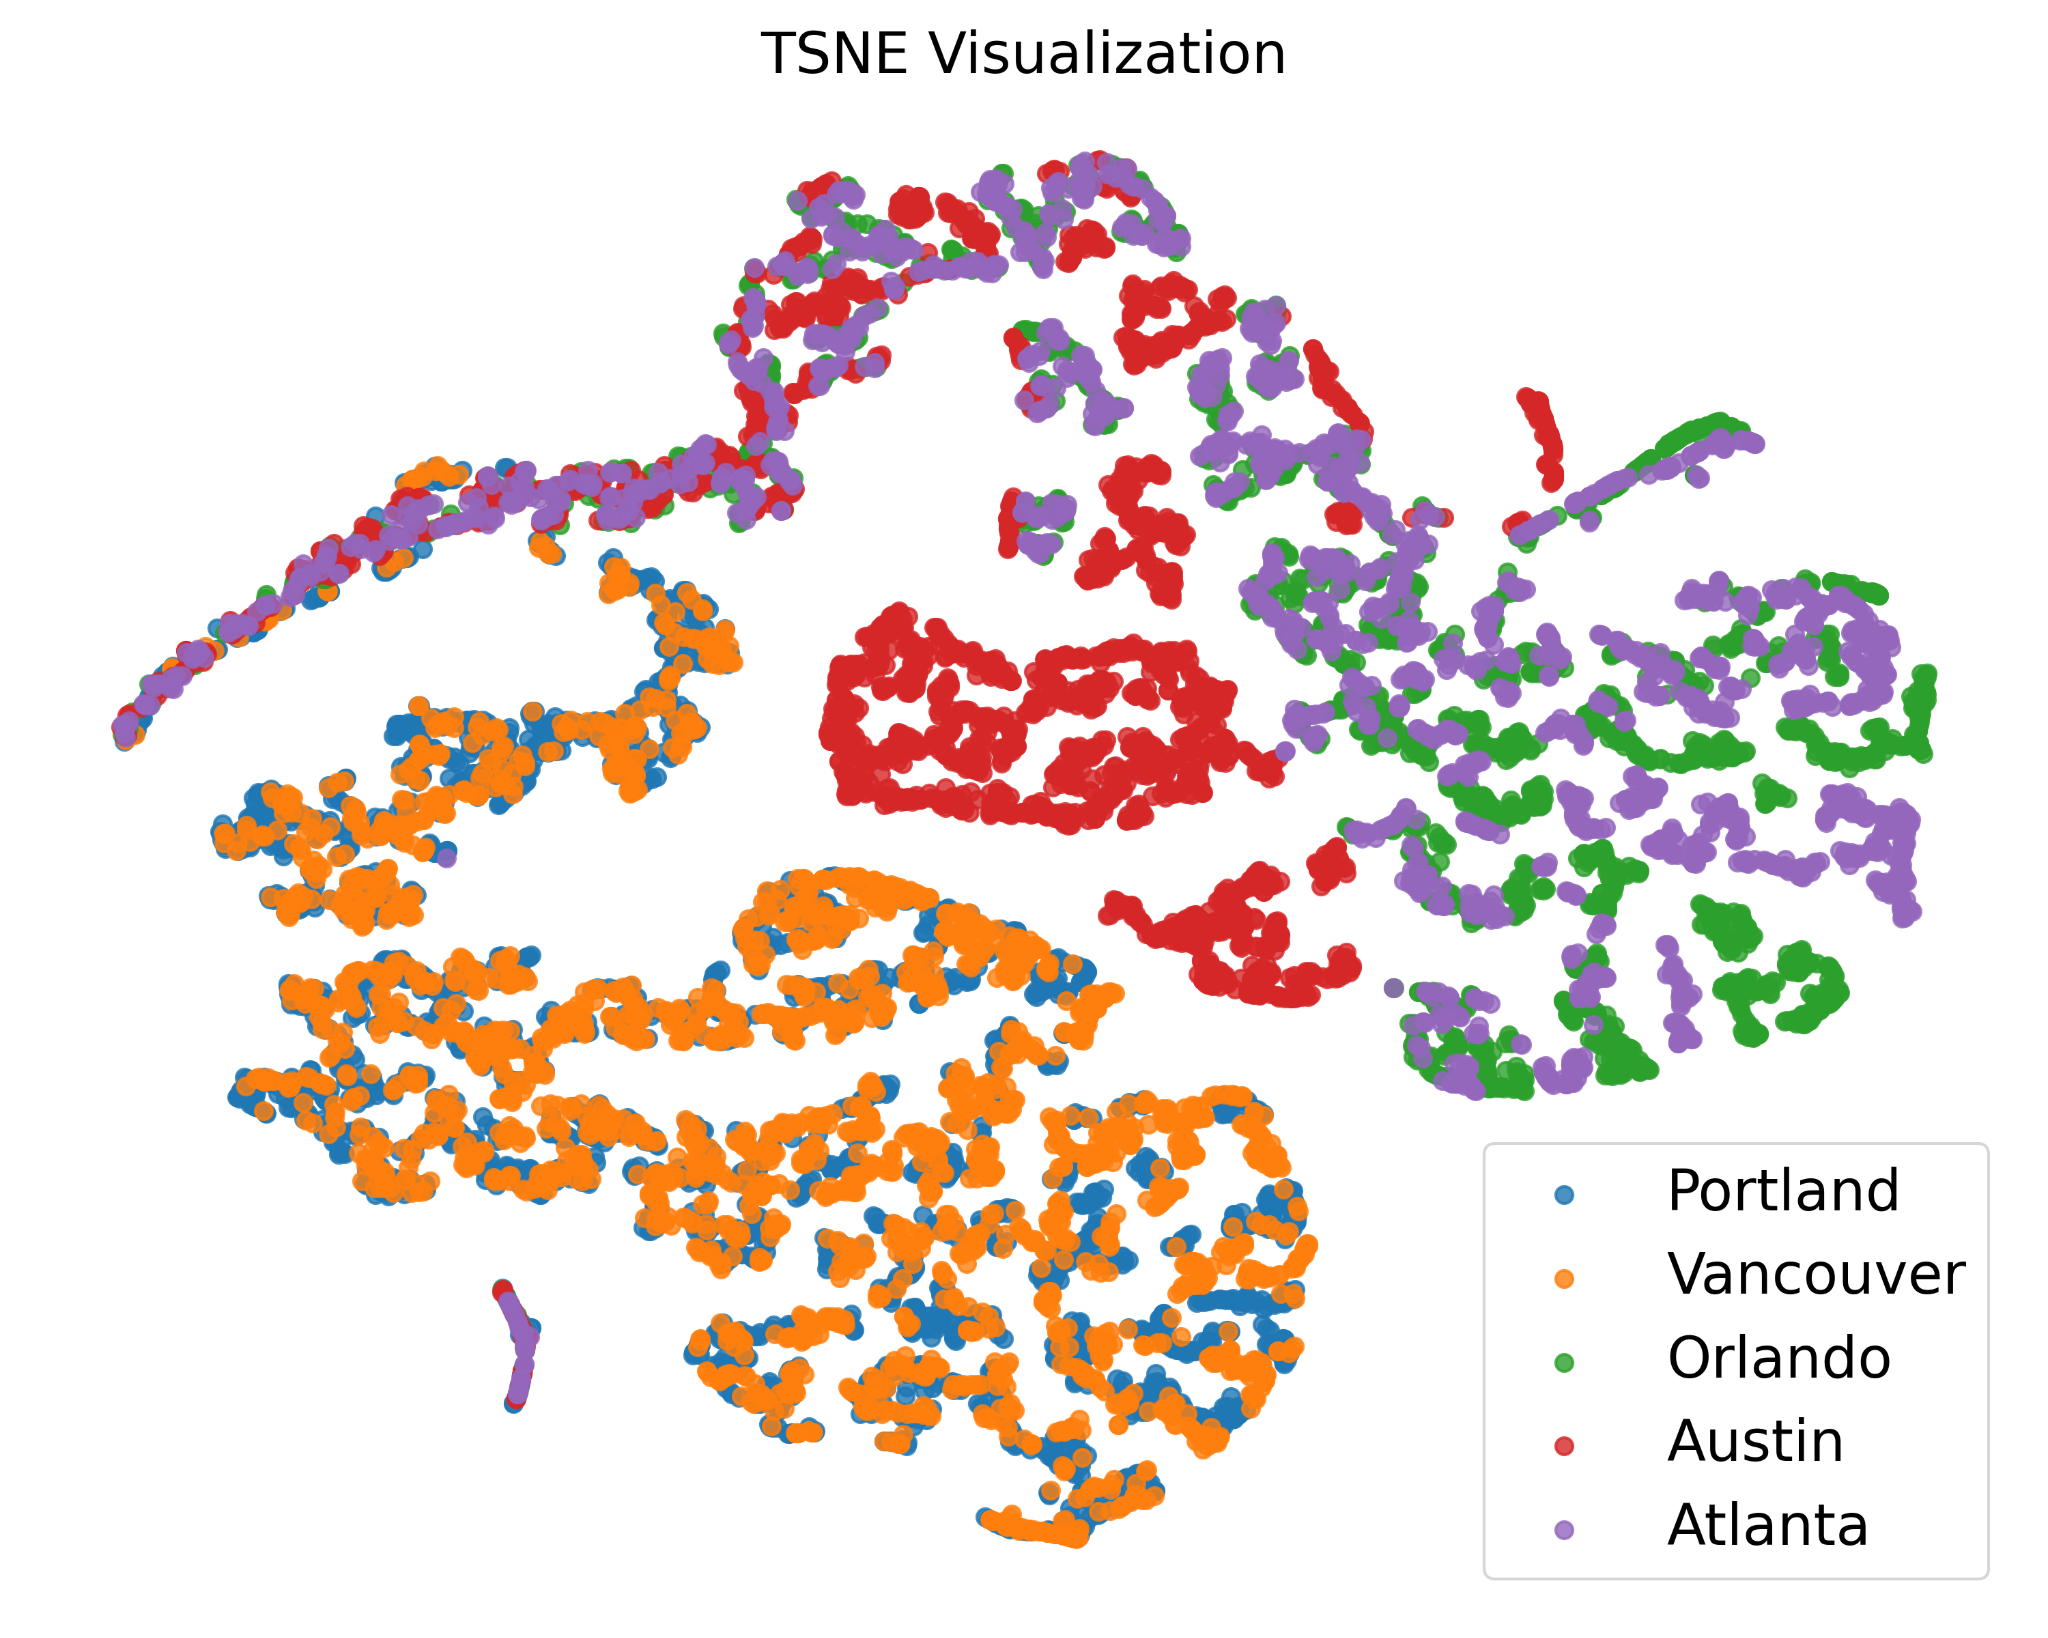 TSNE Visualization
Portland
Vancouver
Orlando
Austin
Atlanta